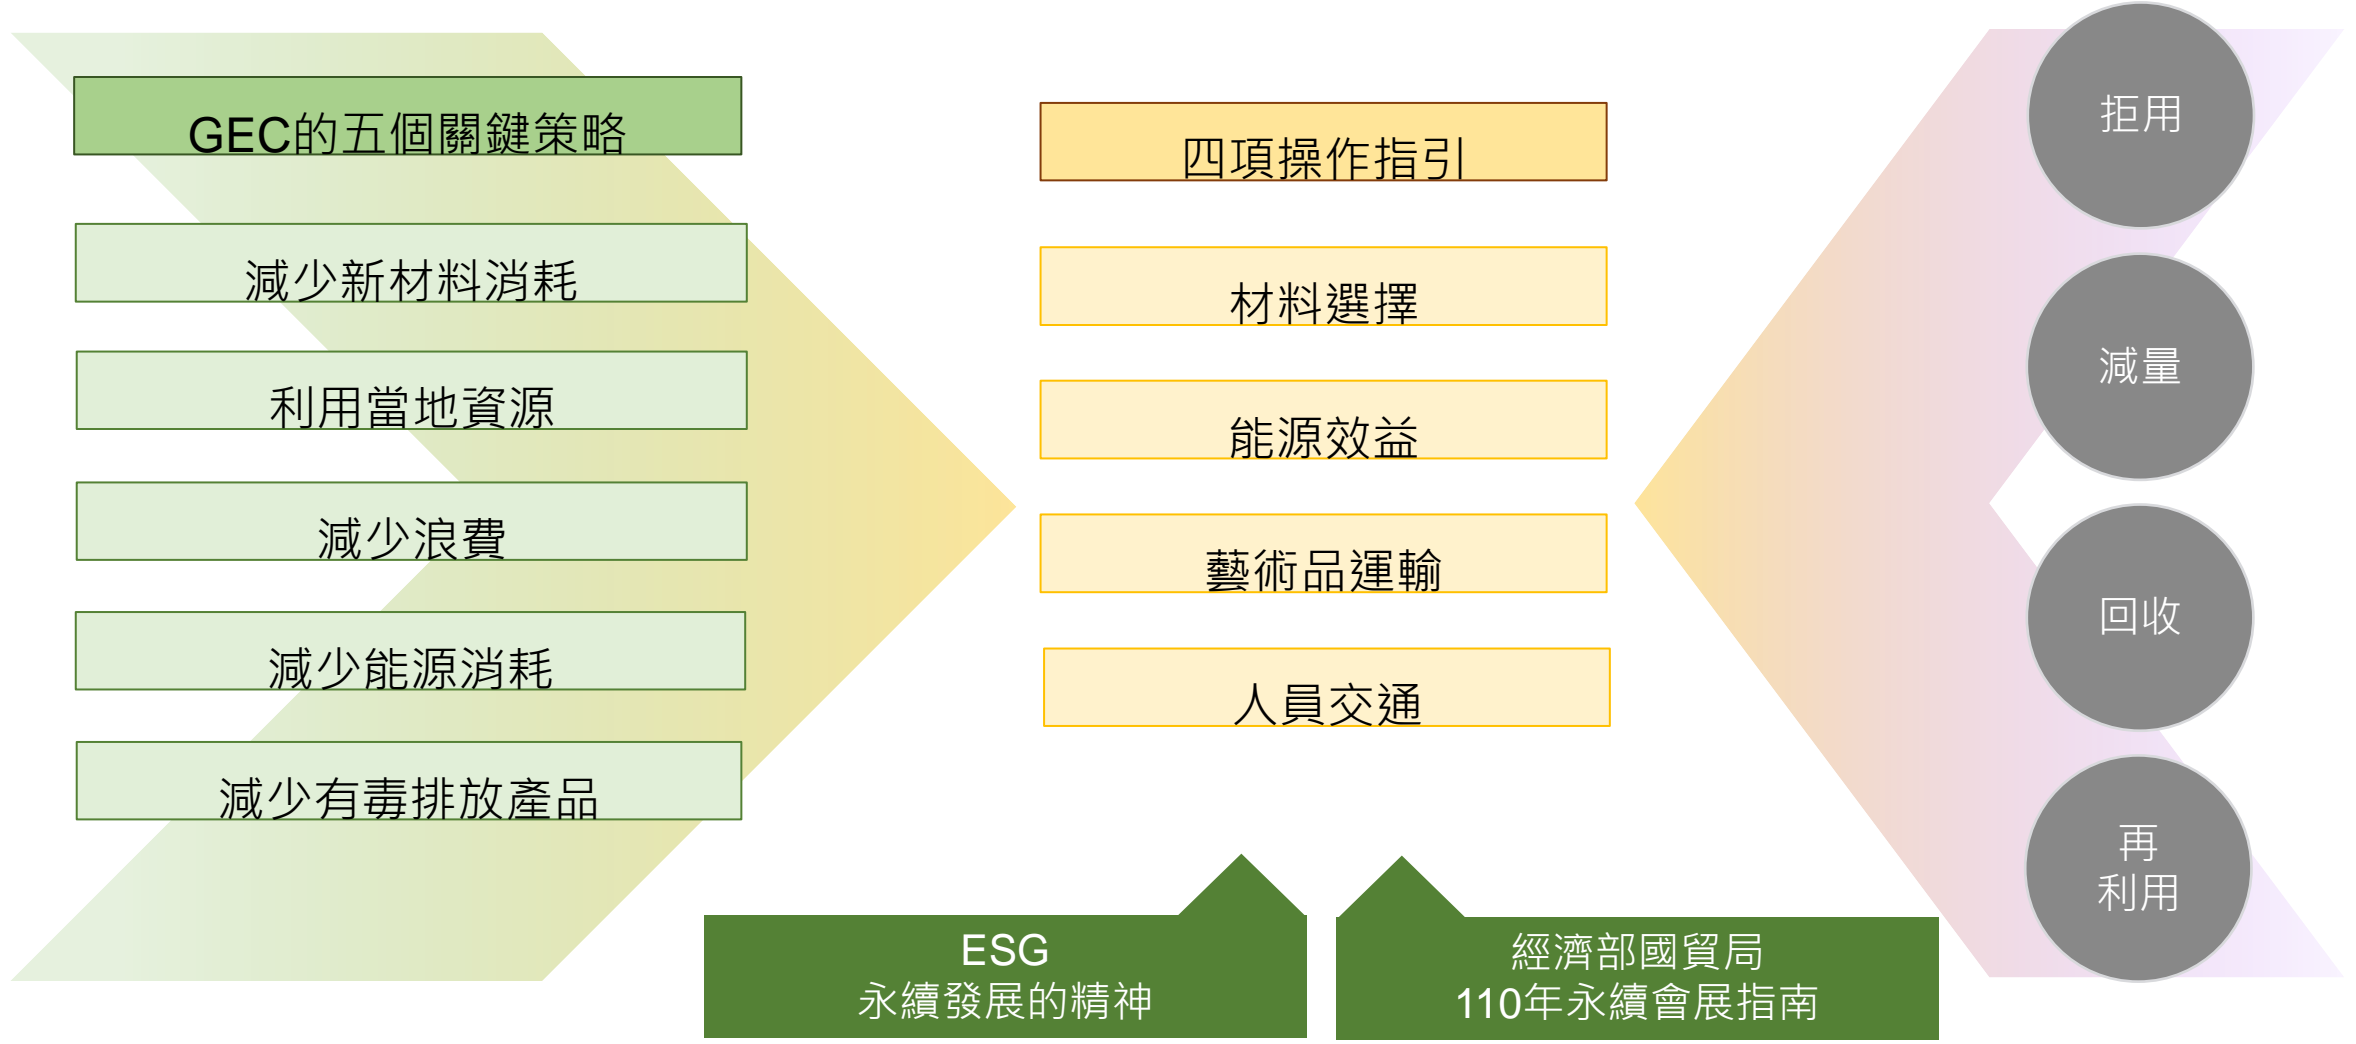 GEC的五個關鍵策略
減少新材料消耗
利用當地資源
減少浪費
減少能源消耗
減少有毒排放產品
四項操作指引
材料選擇
能源效益
藝術品運輸
人員交通
拒用
減量
回收
再
利用
ESG
永續發展的精神
經濟部國貿局
110年永續會展指南